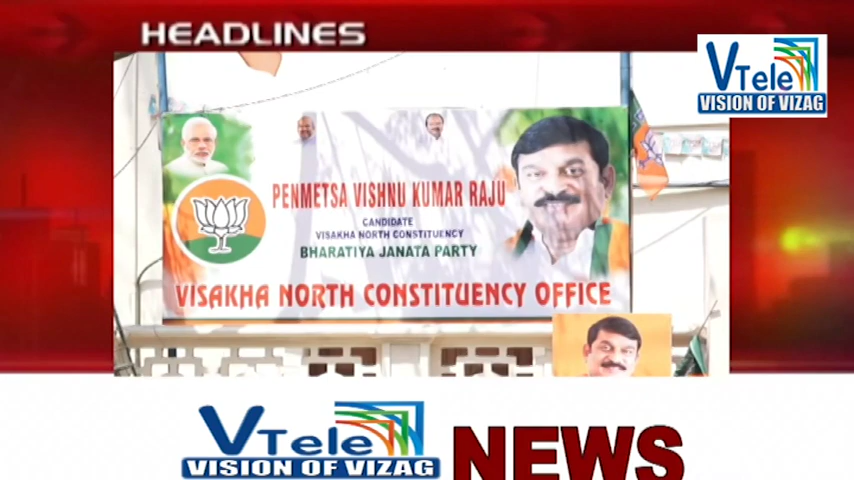 HEADLINES
VTele
VISION OF VIZAG
PENMETSA VISHNU KUMAR RAJU
CANDIDATE
VISAKHA NORTH CONSTITUENCY
BHARATIYA JANATA PARTY
VISAKHA NORTH CONSTITUENCY OFFICE
VTele
VISION OF VIZAG
NEWS